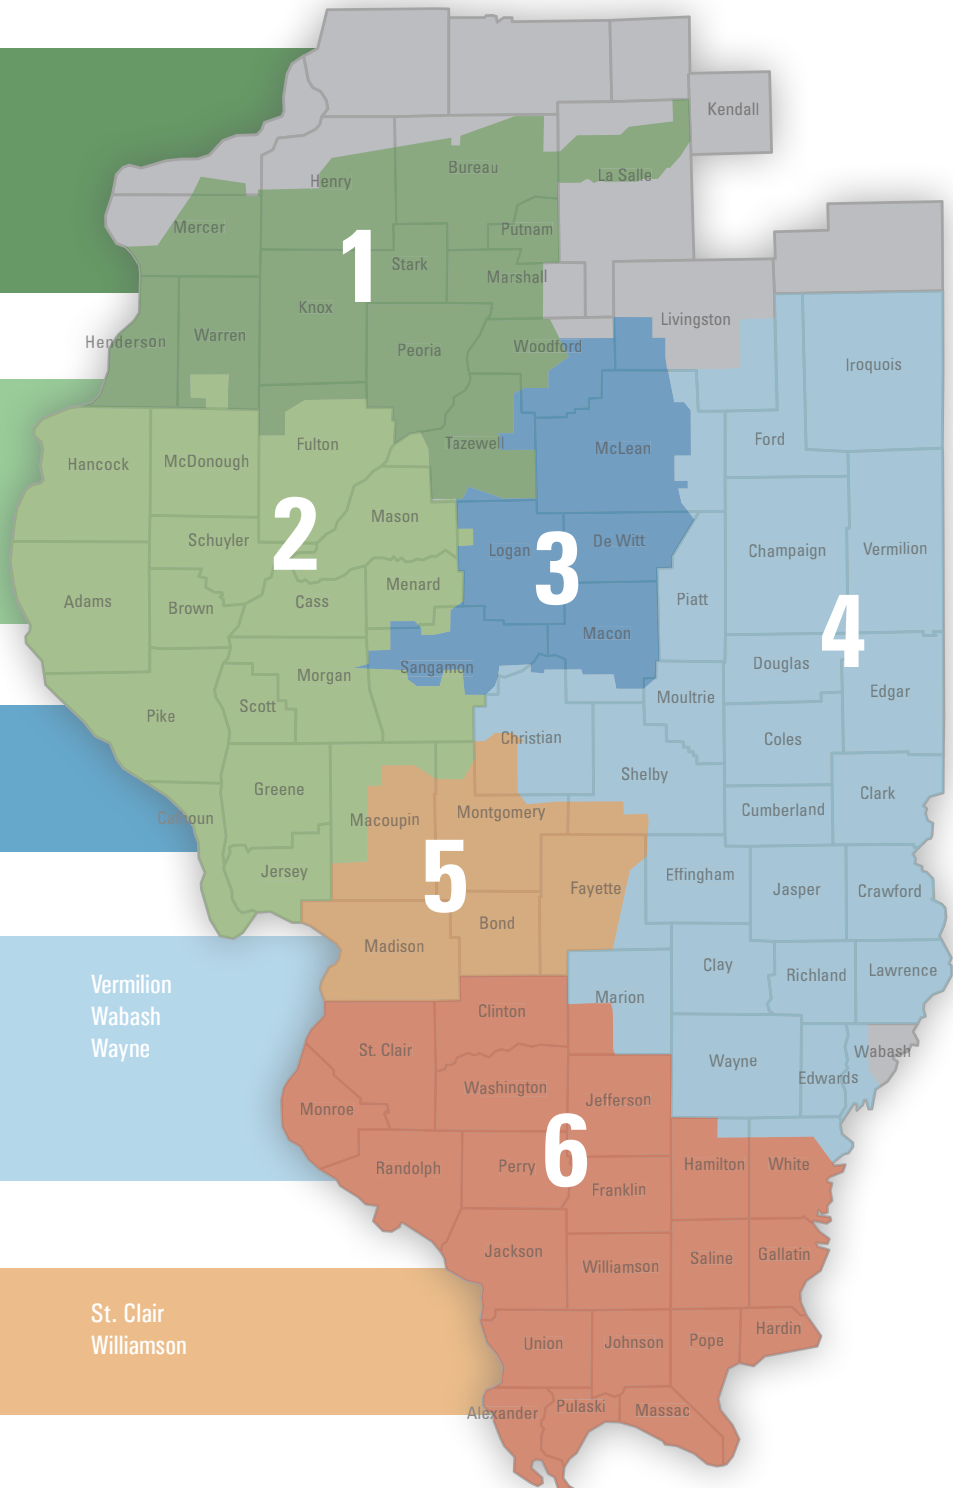 Kendall
Bureau
La Salle
Henry
Mercer
Putnam
1
Stark
Marshall
Knox
Livingston
Henderson
Warren
Woodford
Peoria
Iroquois
Ford
Tazewell
Fulton
McLean
Hancock
McDonough
Mason
2
Schuyler
Logan
3
De Witt
Champaign
Vermilion
Menard
Adams
Brown
Cass
Piatt
4
Macon
Douglas
Sangamon
Morgan
Edgar
Moultrie
Scott
Pike
Christian
Coles
Shelby
Greene
Clark
Calhoun
Macoupin
Montgomery
Cumberland
Jersey
5
Fayette
Effingham
Jasper
Crawford
Bond
Madison
Clay
Richland
Lawrence
Vermilion
Wabash
Wayne
Marion
Clinton
St. Clair
Wayne
Wabash
Edwards
Washington
Jefferson
Monroe
6
Randolph
Perry
Franklin
Hamilton
White
Jackson
Williamson
Saline
Gallatin
St. Clair
Williamson
Union
Johnson
Pope
Hardin
Alexander
Pulaski
Massac